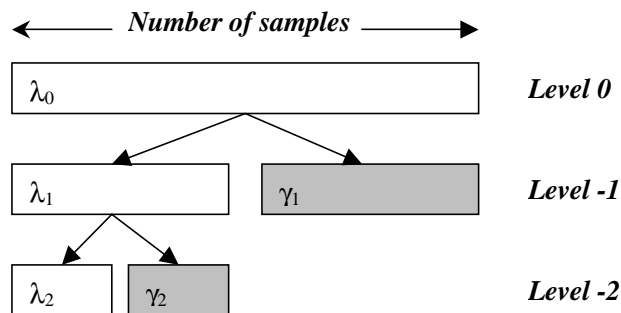 Number of samples
λ0 Level 0
λ1 γ1 Level -1
λ2 γ2 Level -2